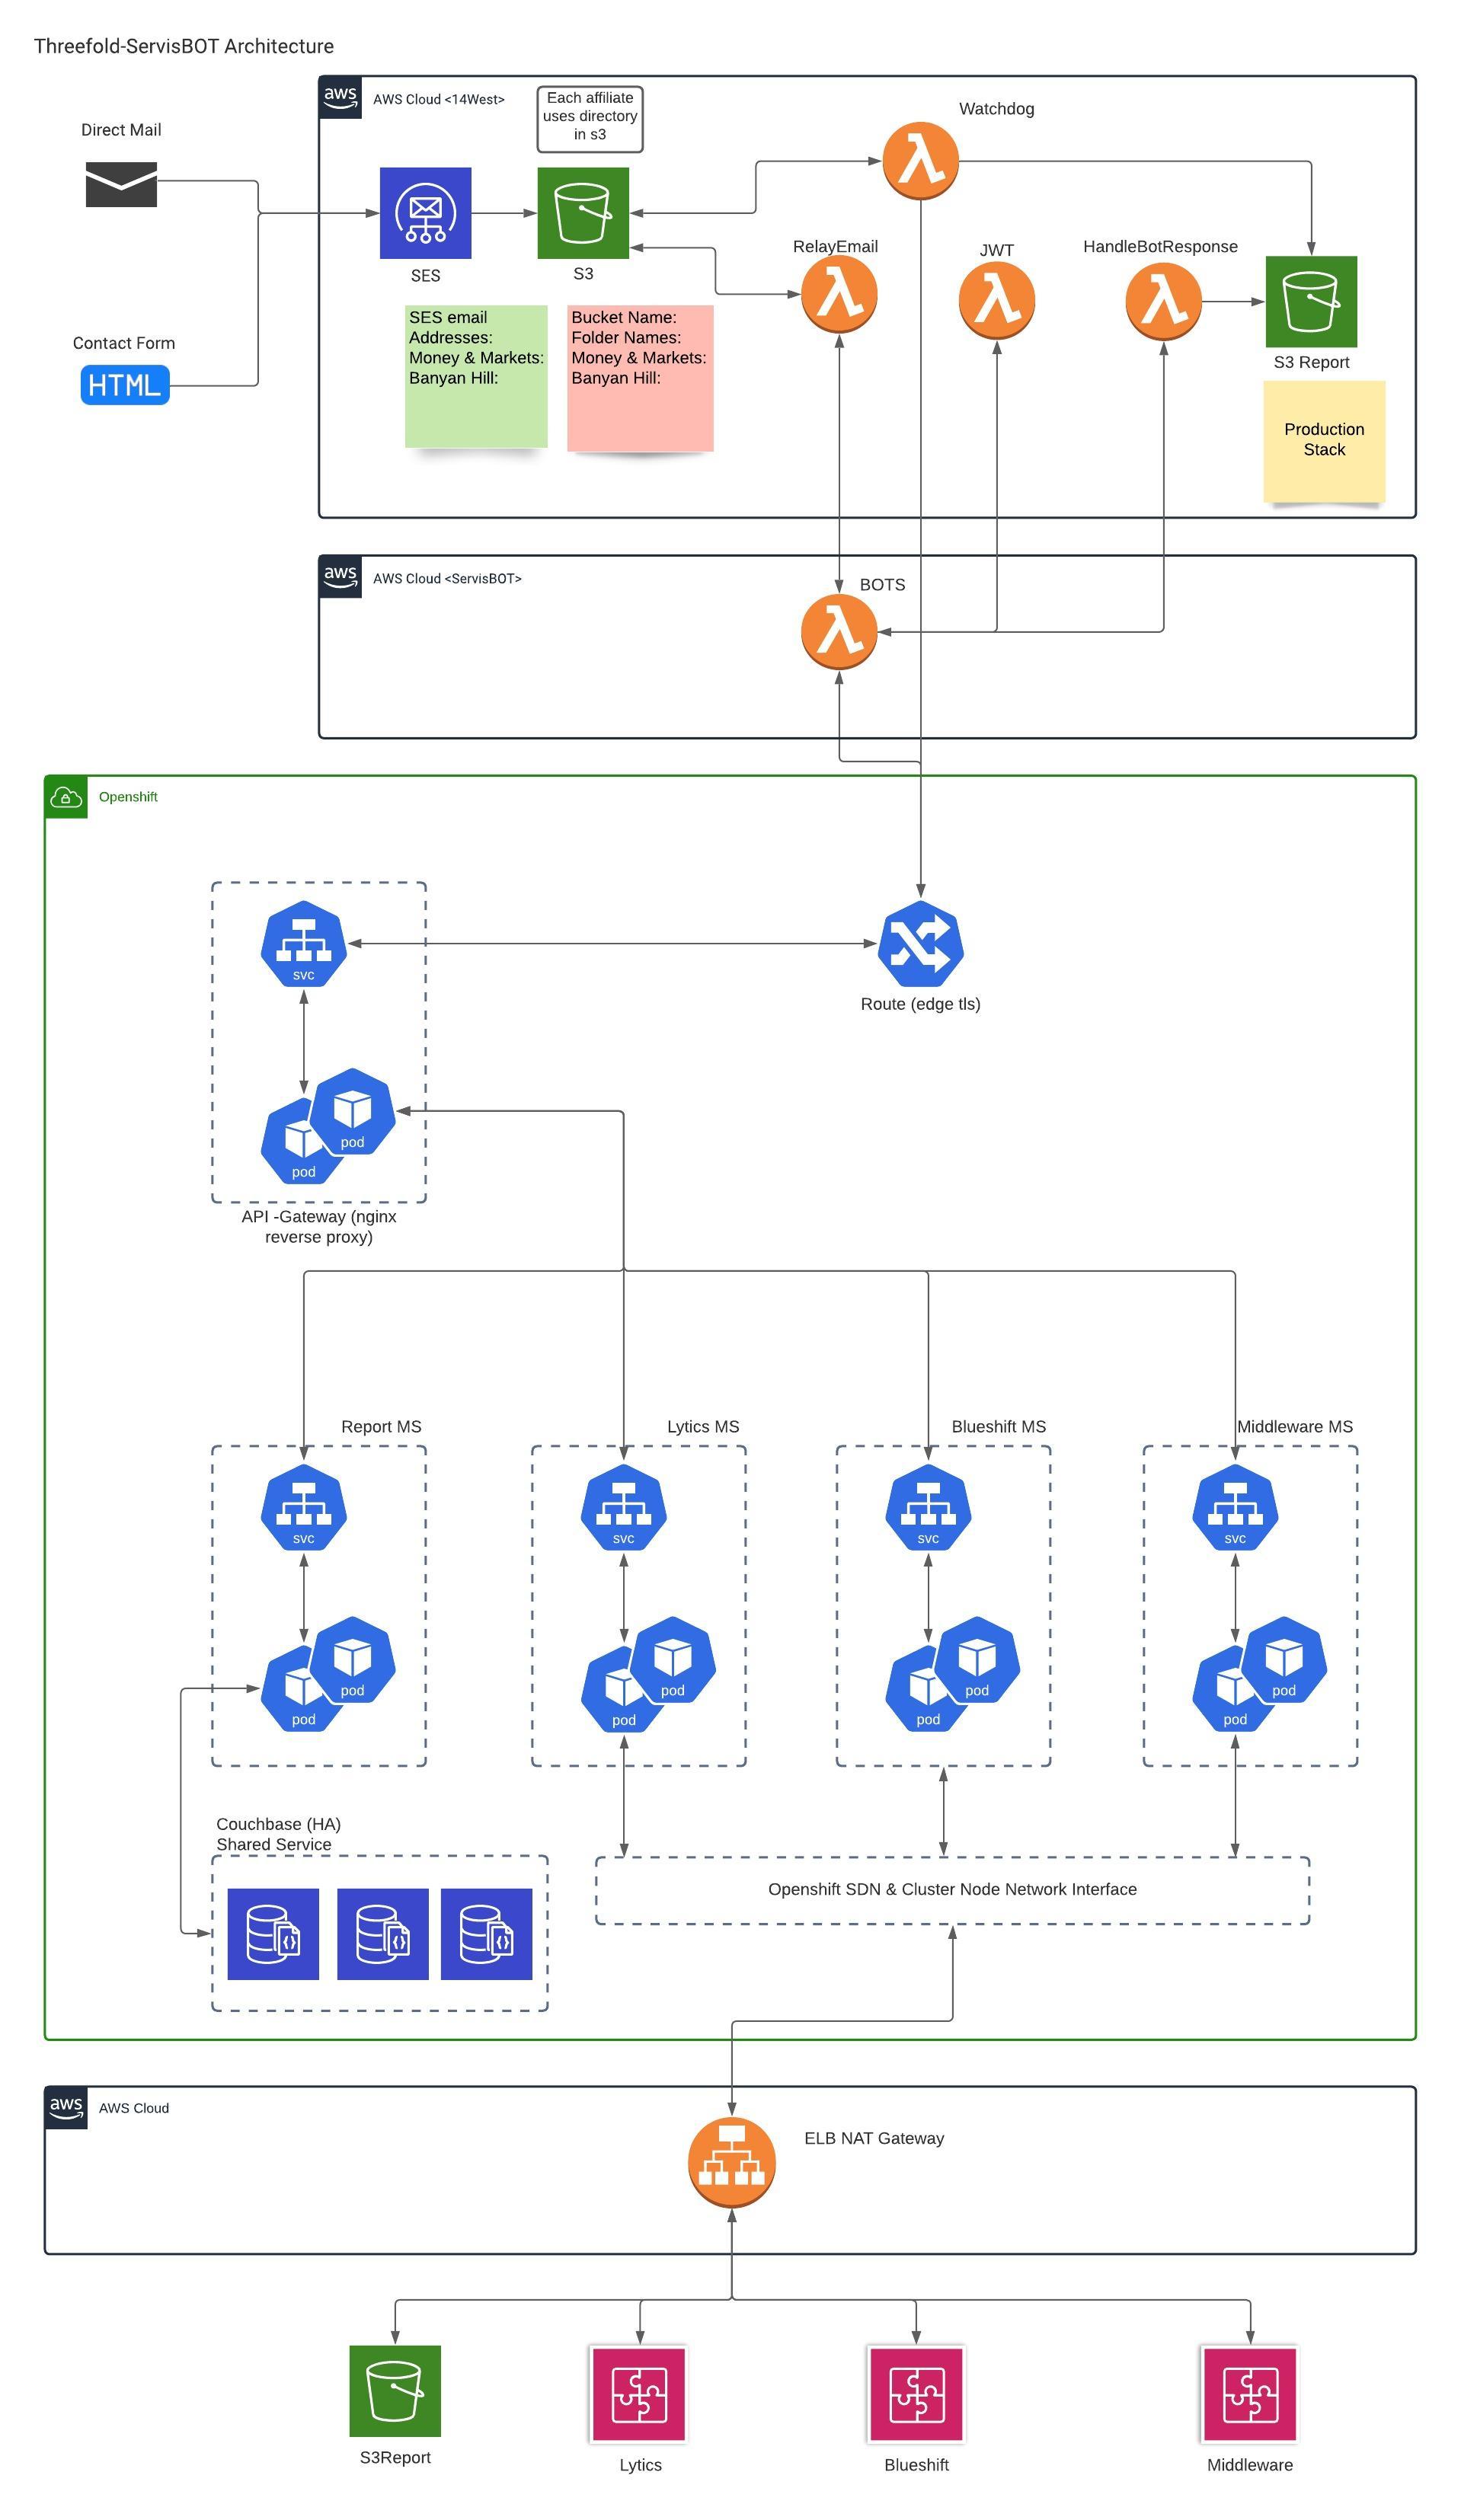 Threefold-ServisBOT Architecture
aws
AWS Cloud <14West>
Each affiliate
uses directory
in s3
Watchdog
Direct Mail
SES
S3
RelayEmail
JWT
HandleBotResponse
S3 Report
Contact Form
HTML
SES email
Addresses:
Money & Markets:
Banyan Hill:
Bucket Name:
Folder Names:
Money & Markets:
Banyan Hill:
Production
Stack
aws
AWS Cloud <ServisBOT>
BOTS
Openshift
svc
Route (edge tls)
pod
pod
API -Gateway (nginx
reverse proxy)
Report MS
Lytics MS
Blueshift MS
Middleware MS
svc
svc
svc
svc
pod
pod
pod
pod
pod
pod
pod
pod
Couchbase (HA)
Shared Service
Openshift SDN & Cluster Node Network Interface
aws
AWS Cloud
ELB NAT Gateway
S3Report
Lytics
Blueshift
Middleware